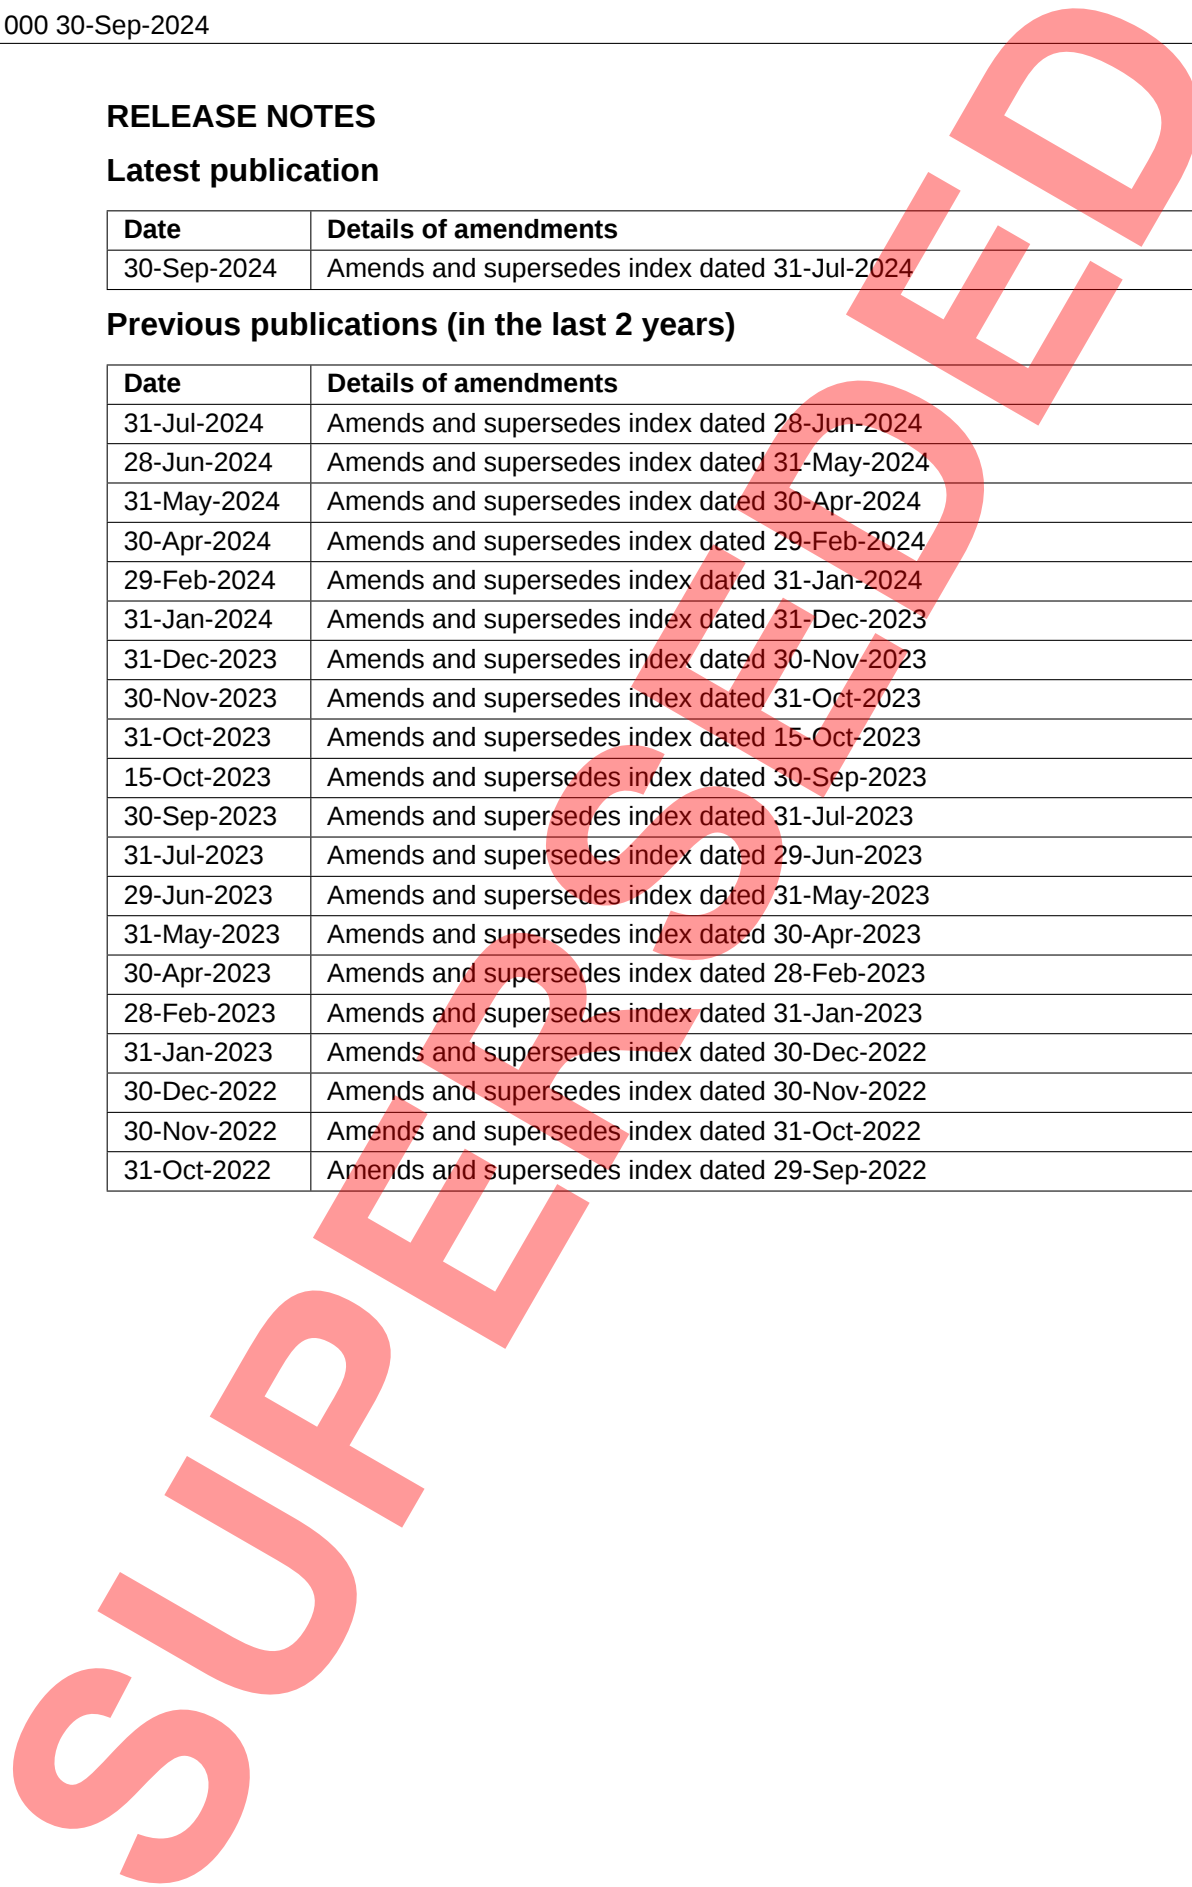 000 30-Sep-2024
RELEASE NOTES
Latest publication
Date Details of amendments
30-Sep-2024 Amends and supersedes index dated 31-Jul-2024
Previous publications (in the last 2 years)
Date Details of amendments
31-Jul-2024 Amends and supersedes index dated 28-Jun-2024
28-Jun-2024 Amends and supersedes index dated 31-May-2024
31-May-2024 Amends and supersedes index dated 30-Apr-2024
30-Apr-2024 Amends and supersedes index dated 29-Feb-2024
29-Feb-2024 Amends and supersedes index dated 31-Jan-2024
31-Jan-2024 Amends and supersedes index dated 31-Dec-2023
31-Dec-2023 Amends and supersedes index dated 30-Nov-2023
30-Nov-2023 Amends and supersedes index dated 31-Oct-2023
31-Oct-2023 Amends and supersedes index dated 15-Oct-2023
15-Oct-2023 Amends and supersedes index dated 30-Sep-2023
30-Sep-2023 Amends and supersedes index dated 31-Jul-2023
31-Jul-2023 Amends and supersedes index dated 29-Jun-2023
29-Jun-2023 Amends and supersedes index dated 31-May-2023
31-May-2023 Amends and supersedes index dated 30-Apr-2023
30-Apr-2023 Amends and supersedes index dated 28-Feb-2023
28-Feb-2023 Amends and supersedes index dated 31-Jan-2023
31-Jan-2023 Amends and supersedes index dated 30-Dec-2022
30-Dec-2022 Amends and supersedes index dated 30-Nov-2022
30-Nov-2022 Amends and supersedes index dated 31-Oct-2022
31-Oct-2022 Amends and supersedes index dated 29-Sep-2022
SUPERSEDED